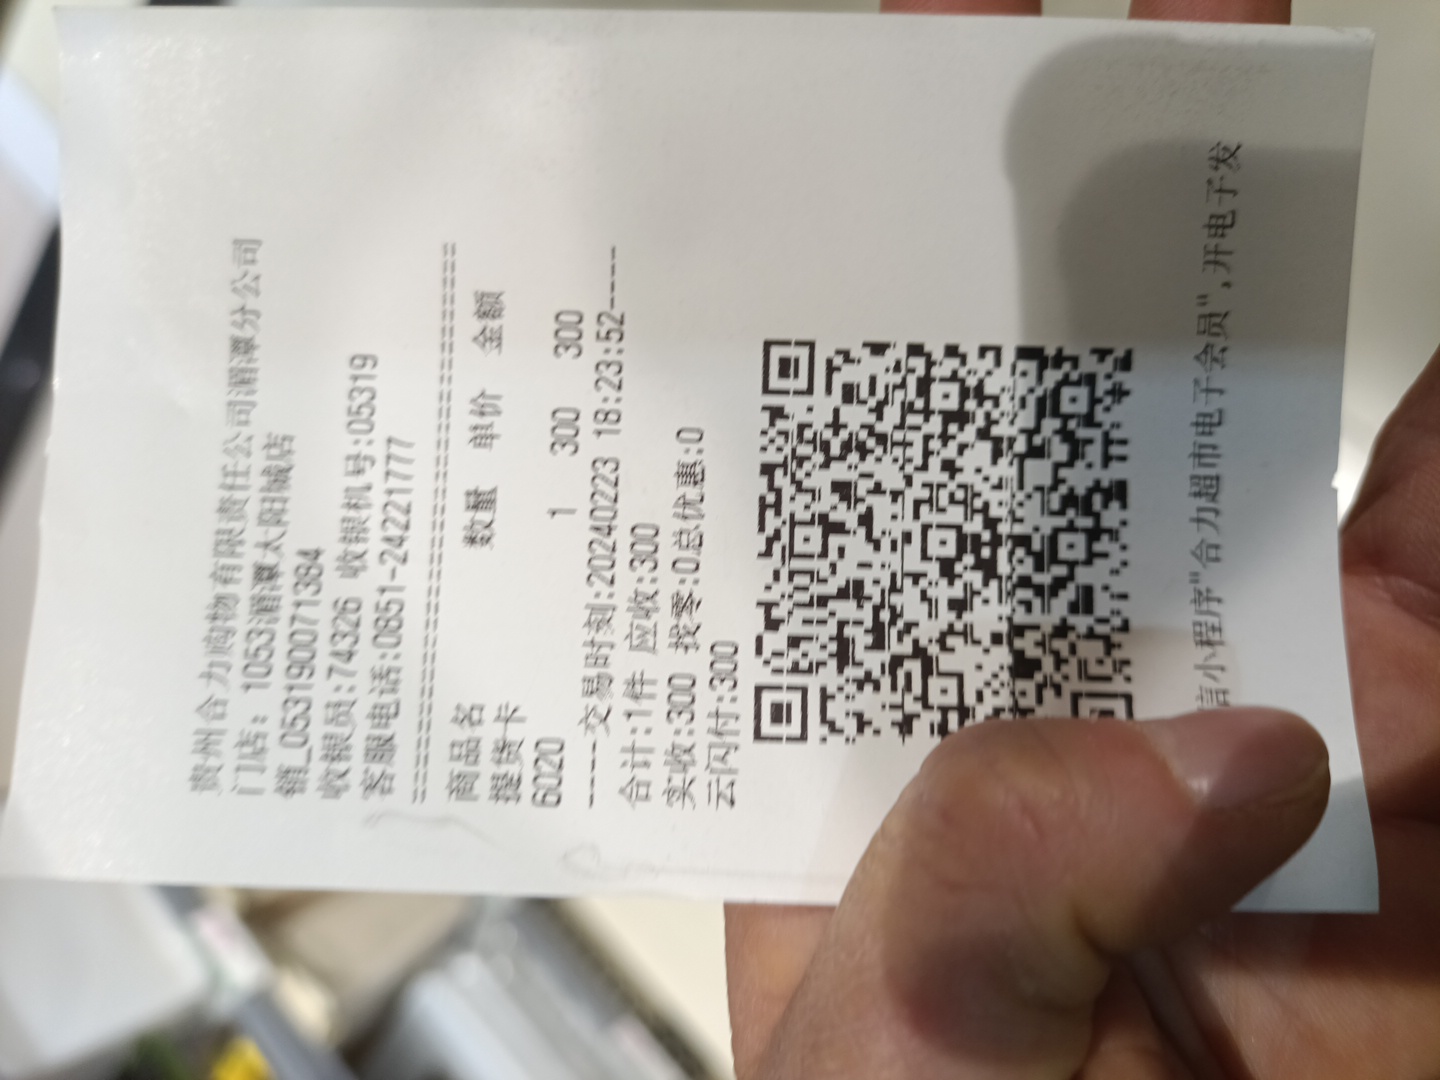 贵州合力购物有限责任公司湄潭分公司
门店: 1053湄潭太阳城店
销_053190071384
收银员:74326 收银机号:05319
客服电话:0851-24221777
================================
商品名 数量 单价 金额
提货卡
6020 1 300 300
----交易时刻:20240223 18:23:52----
合计:1件 应收:300
实收:300 找零:0总优惠:0
云闪付:300
信小程序"合力超市电子会员",开电子发